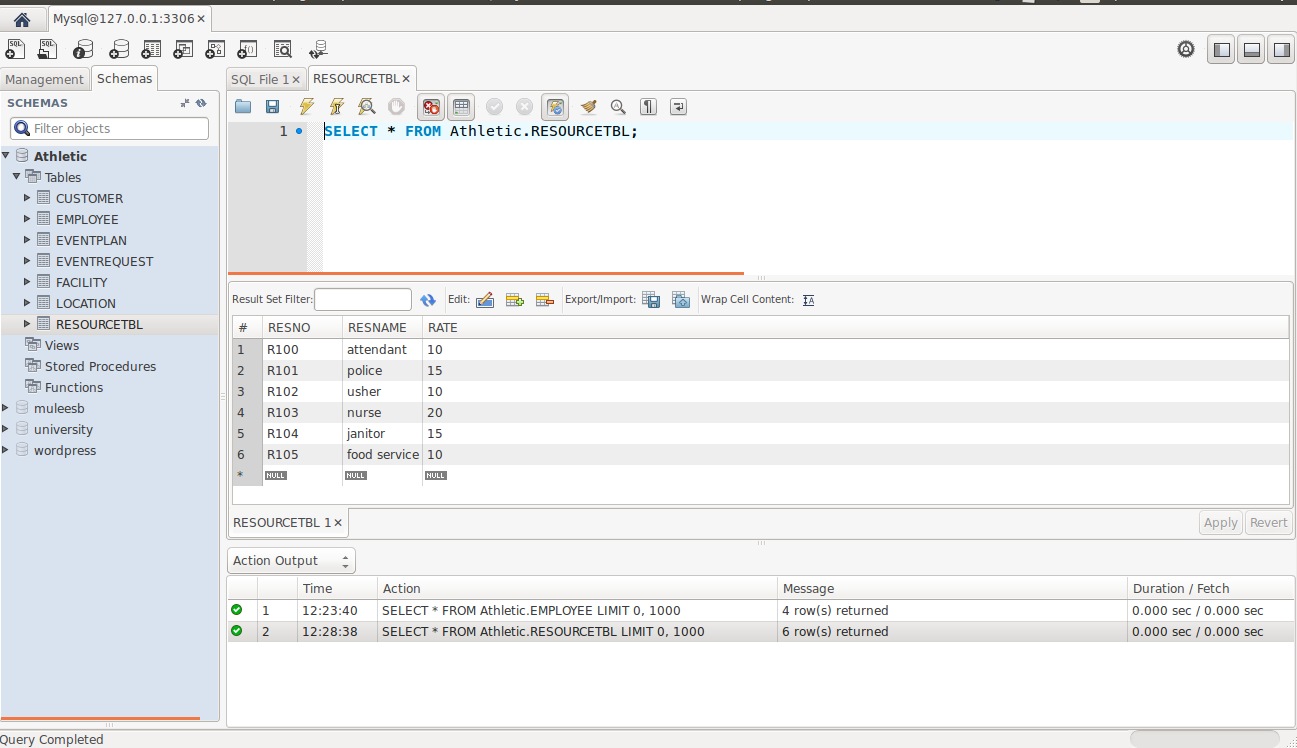 Mysql@127.0.0.1:3306 ×
Management Schemas
SCHEMAS
Filter objects
Athletic
Tables
CUSTOMER
EMPLOYEE
EVENTPLAN
EVENTREQUEST
FACILITY
LOCATION
RESOURCETBL
Views
Stored Procedures
Functions
muleesb
university
wordpress
SQL File 1 × RESOURCETBL ×
1 SELECT * FROM Athletic.RESOURCETBL;
Result Set Filter: Edit: Export/Import: Wrap Cell Content:
# RESNO RESNAME RATE
1 R100 attendant 10
2 R101 police 15
3 R102 usher 10
4 R103 nurse 20
5 R104 janitor 15
6 R105 food service 10
* NULL NULL NULL
RESOURCETBL 1 × Apply Revert
Action Output
Time Action Message Duration / Fetch
1 12:23:40 SELECT * FROM Athletic.EMPLOYEE LIMIT 0, 1000 4 row(s) returned 0.000 sec / 0.000 sec
2 12:28:38 SELECT * FROM Athletic.RESOURCETBL LIMIT 0, 1000 6 row(s) returned 0.000 sec / 0.000 sec
Query Completed